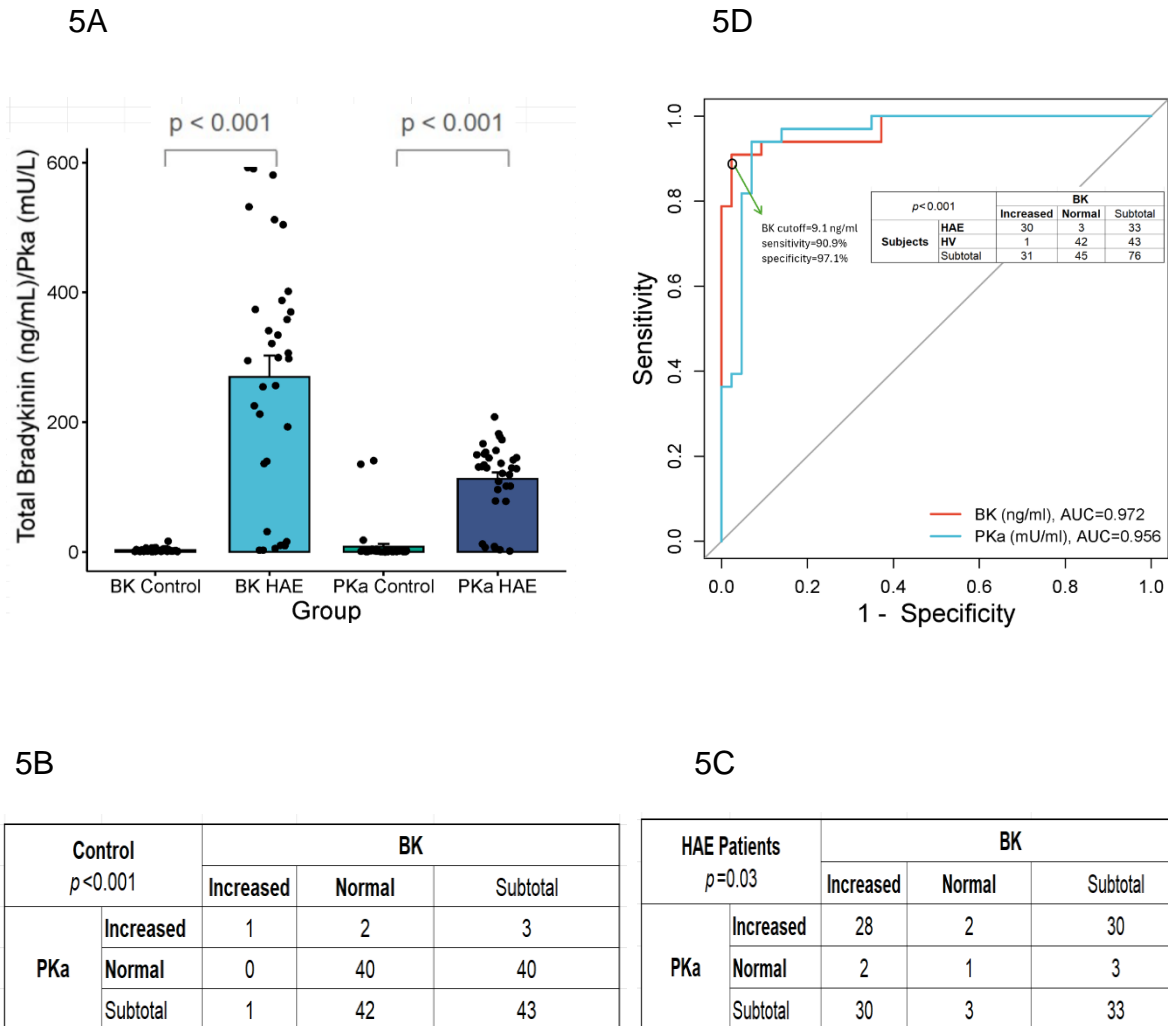 5A
p < 0.001 p < 0.001
Total Bradykinin (ng/mL)/Pka (mU/L)
600
400
200
0
BK Control BK HAE PKa Control PKa HAE
Group
5D
Sensitivity
1.0
0.8
0.6
0.4
0.2
0.0
BK cutoff=9.1 ng/ml
sensitivity=90.9%
specificity=97.1%
p<0.001 BK
Increased Normal Subtotal
Subjects HAE 30 3 33
HV 1 42 43
Subtotal 31 45 76
BK (ng/ml), AUC=0.972
PKa (mU/ml), AUC=0.956
0.0 0.2 0.4 0.6 0.8 1.0
1 - Specificity
5B
Control BK
p<0.001 Increased Normal Subtotal
PKa Increased 1 2 3
Normal 0 40 40
Subtotal 1 42 43
5C
HAE Patients BK
p=0.03 Increased Normal Subtotal
PKa Increased 28 2 30
Normal 2 1 3
Subtotal 30 3 33